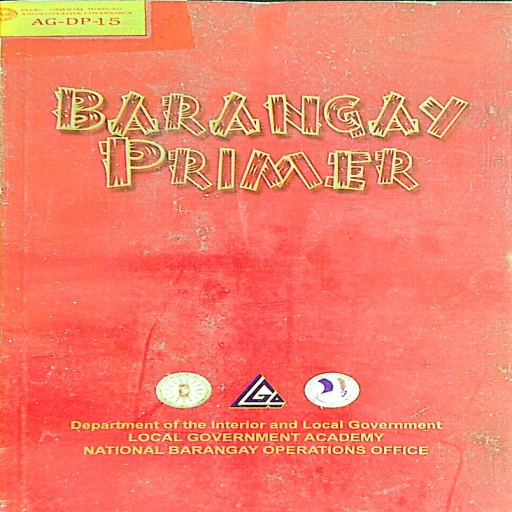 AG-DP-15
BARANGAY
PRIMER
Department of the Interior and Local Government
LOCAL GOVERNMENT ACADEMY
NATIONAL BARANGAY OPERATIONS OFFICE